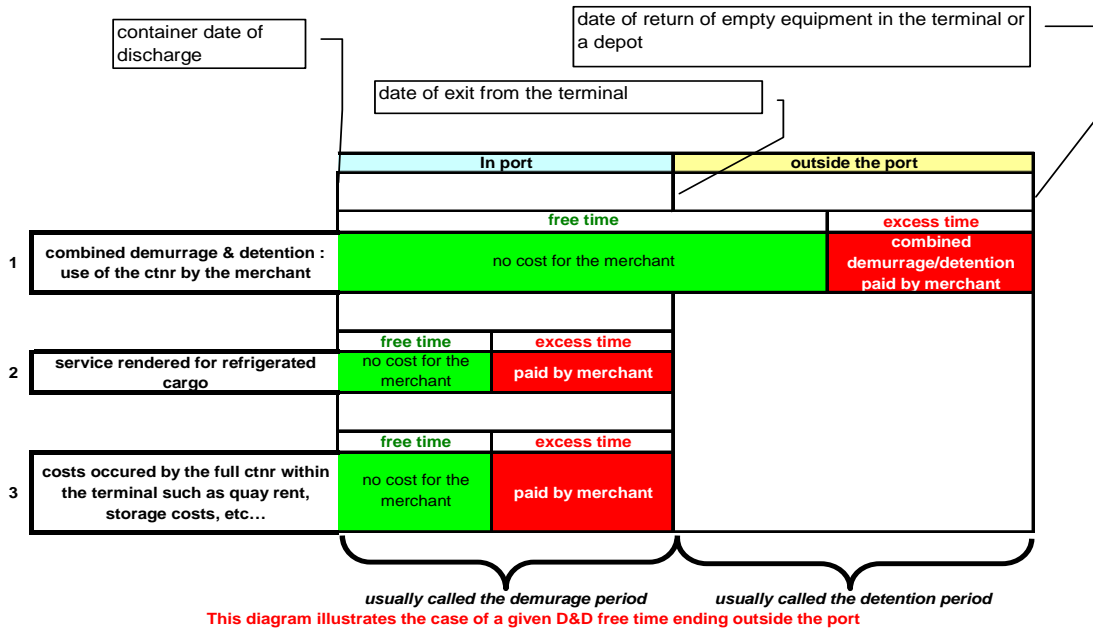 container date of
discharge
date of return of empty equipment in the terminal or
a depot
date of exit from the terminal
In port
outside the port
free time
excess time
1
combined demurrage & detention :
use of the ctnr by the merchant
no cost for the merchant
combined
demurrage/detention
paid by merchant
free time
excess time
2
service rendered for refrigerated
cargo
no cost for the
merchant
paid by merchant
free time
excess time
3
costs occured by the full ctnr within
the terminal such as quay rent,
storage costs, etc...
no cost for the
merchant
paid by merchant
usually called the demurage period
usually called the detention period
This diagram illustrates the case of a given D&D free time ending outside the port